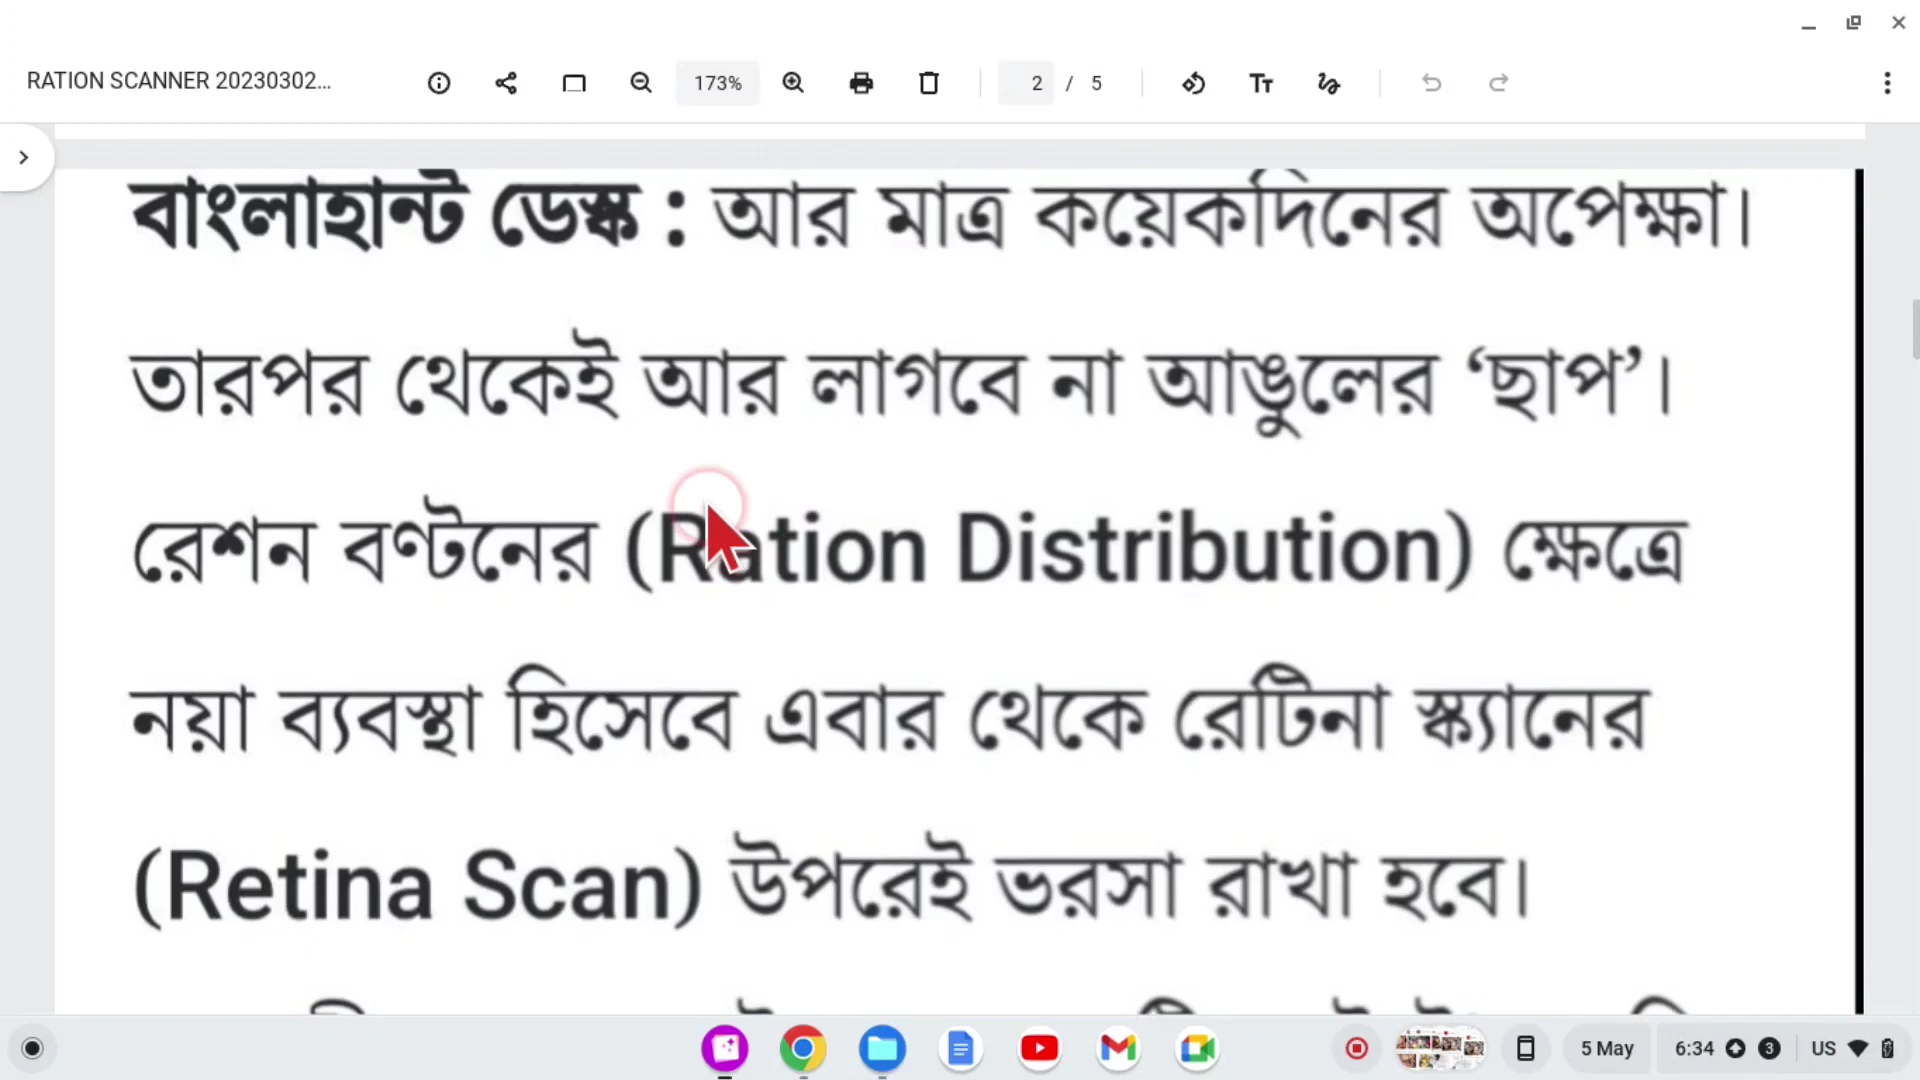 RATION SCANNER 20230302...
173%
2 / 5
বাংলাহান্ট ডেস্ক : আর মাত্র কয়েকদিনের অপেক্ষা।
তারপর থেকেই আর লাগবে না আঙুলের ‘ছাপ’।
রেশন বণ্টনের (Ration Distribution) ক্ষেত্রে
নয়া ব্যবস্থা হিসেবে এবার থেকে রেটিনা স্ক্যানের
(Retina Scan) উপরেই ভরসা রাখা হবে।
5 May
6:34
3
US